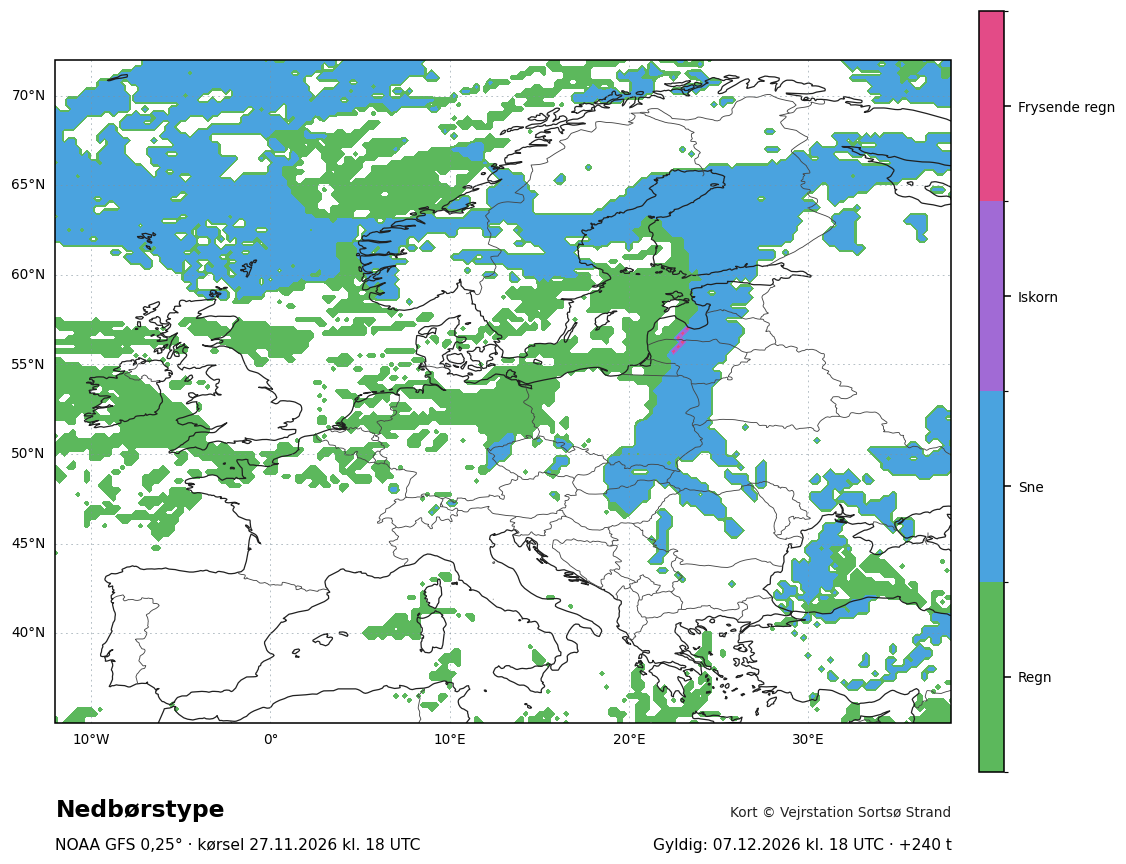 70°N
65°N
60°N
55°N
50°N
45°N
40°N
10°W
0°
10°E
20°E
30°E
Frysende regn
Iskorn
Sne
Regn
Nedbørstype
Kort © Vejrstation Sortsø Strand
NOAA GFS 0,25° · kørsel 27.11.2026 kl. 18 UTC
Gyldig: 07.12.2026 kl. 18 UTC · +240 t